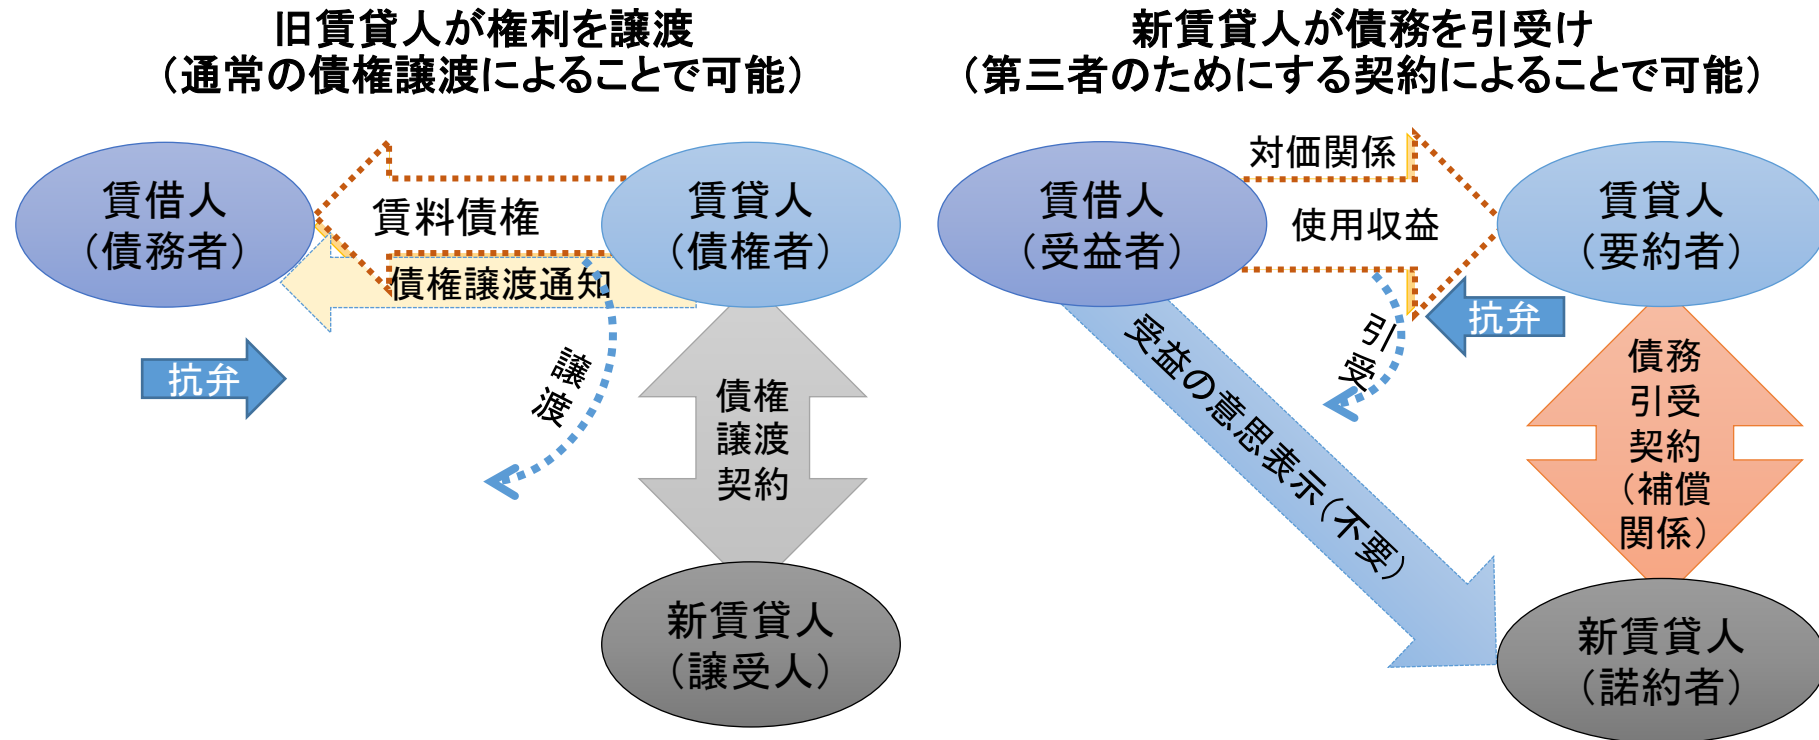 旧賃貸人が権利を譲渡
（通常の債権譲渡によることで可能）
賃借人
（債務者）
賃料債権
債権譲渡通知
賃貸人
（債権者）
抗弁
譲渡
債権
譲渡
契約
新賃貸人
（譲受人）
新賃貸人が債務を引受け
（第三者のためにする契約によることで可能）
賃借人
（受益者）
対価関係
使用収益
賃貸人
（要約者）
抗弁
引受
受益の意思表示（不要）
債務
引受
契約
（補償
関係）
新賃貸人
（諾約者）